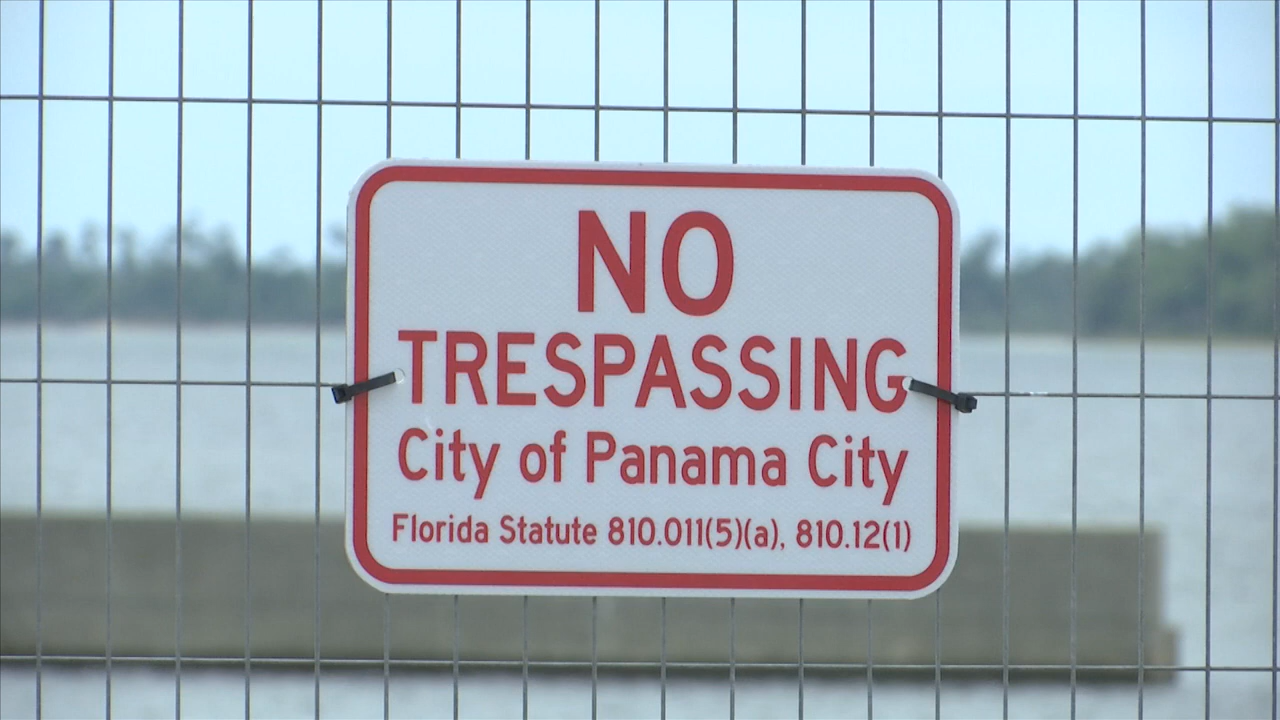 NO
TRESPASSING
City of Panama City
Florida Statute 810.011(5)(a), 810.12(1)